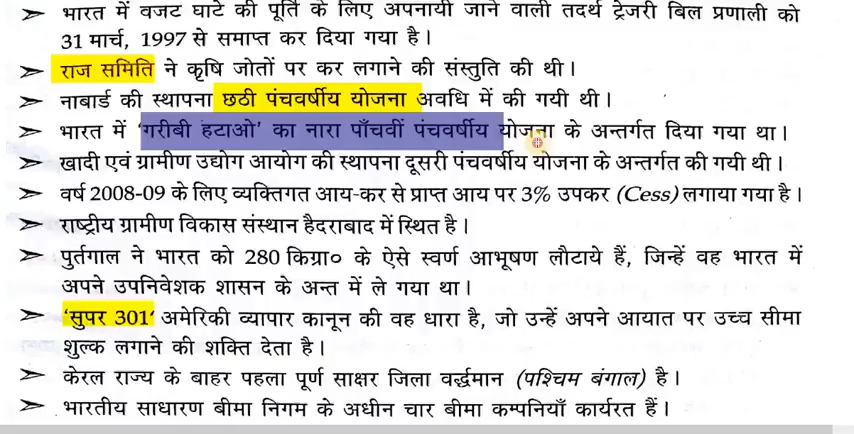 ➢ भारत में वजट घाटे की पूर्ति के लिए अपनायी जाने वाली तदर्थ ट्रेजरी बिल प्रणाली को
31 मार्च, 1997 से समाप्त कर दिया गया है।
➢ राज समिति ने कृषि जोतों पर कर लगाने की संस्तुति की थी।
➢ नाबार्ड की स्थापना छठी पंचवर्षीय योजना अवधि में की गयी थी।
➢ भारत में 'गरीबी हटाओ' का नारा पाँचवीं पंचवर्षीय योजना के अन्तर्गत दिया गया था।
➢ खादी एवं ग्रामीण उद्योग आयोग की स्थापना दूसरी पंचवर्षीय योजना के अन्तर्गत की गयी थी।
➢ वर्ष 2008-09 के लिए व्यक्तिगत आय-कर से प्राप्त आय पर 3% उपकर (Cess) लगाया गया है।
➢ राष्ट्रीय ग्रामीण विकास संस्थान हैदराबाद में स्थित है।
➢ पुर्तगाल ने भारत को 280 किग्रा० के ऐसे स्वर्ण आभूषण लौटाये हैं, जिन्हें वह भारत में
अपने उपनिवेशक शासन के अन्त में ले गया था।
➢ 'सुपर 301' अमेरिकी व्यापार कानून की वह धारा है, जो उन्हें अपने आयात पर उच्च सीमा
शुल्क लगाने की शक्ति देता है।
➢ केरल राज्य के बाहर पहला पूर्ण साक्षर जिला वर्द्धमान (पश्चिम बंगाल) है।
➢ भारतीय साधारण बीमा निगम के अधीन चार बीमा कम्पनियाँ कार्यरत हैं।